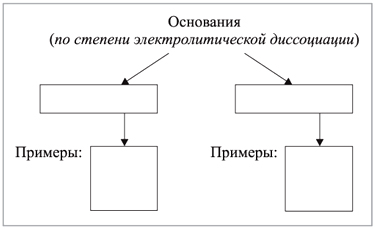 Основания
(по степени электролитической диссоциации)
Примеры: Примеры: